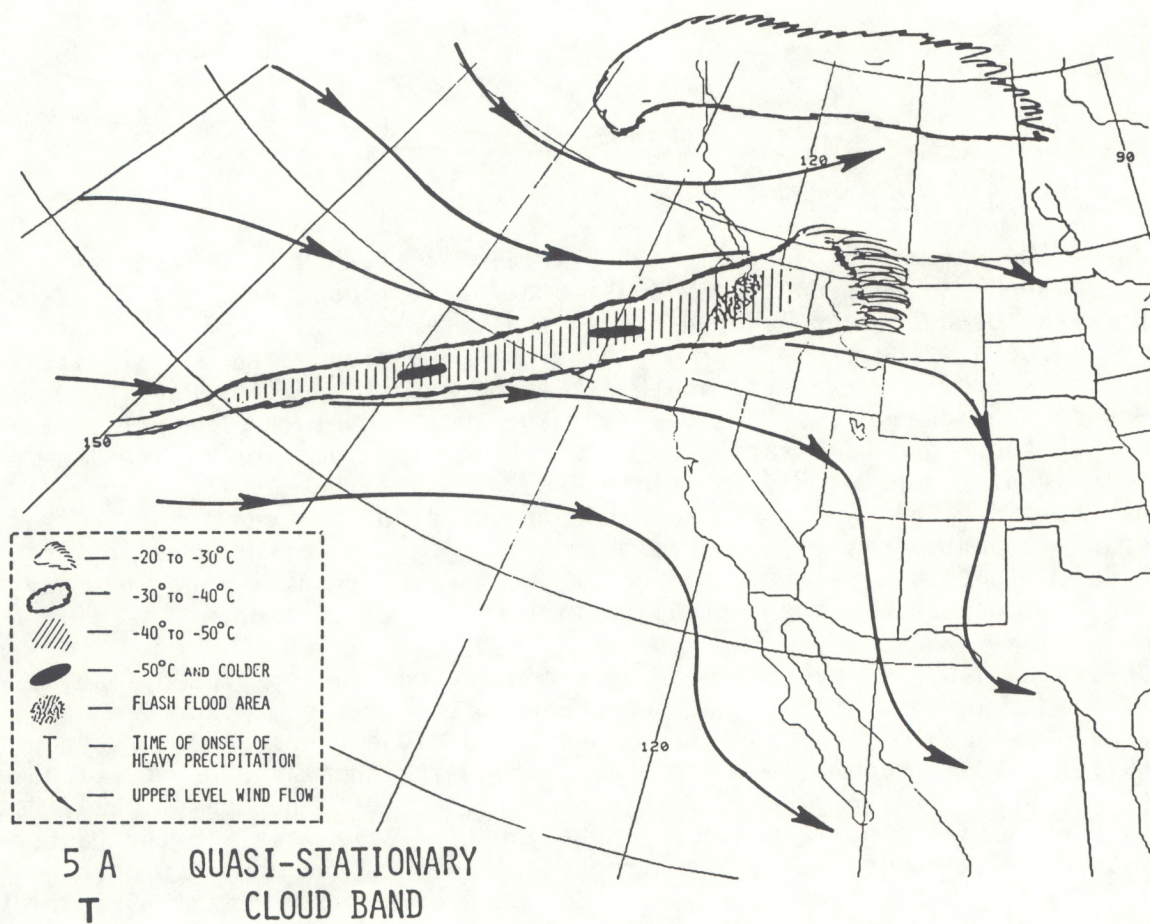 120
90
150
-20° TO -30°C
-30° TO -40°C
-40° TO -50°C
-50°C AND COLDER
FLASH FLOOD AREA
T — TIME OF ONSET OF
HEAVY PRECIPITATION
UPPER LEVEL WIND FLOW
120
5 A QUASI-STATIONARY
T CLOUD BAND